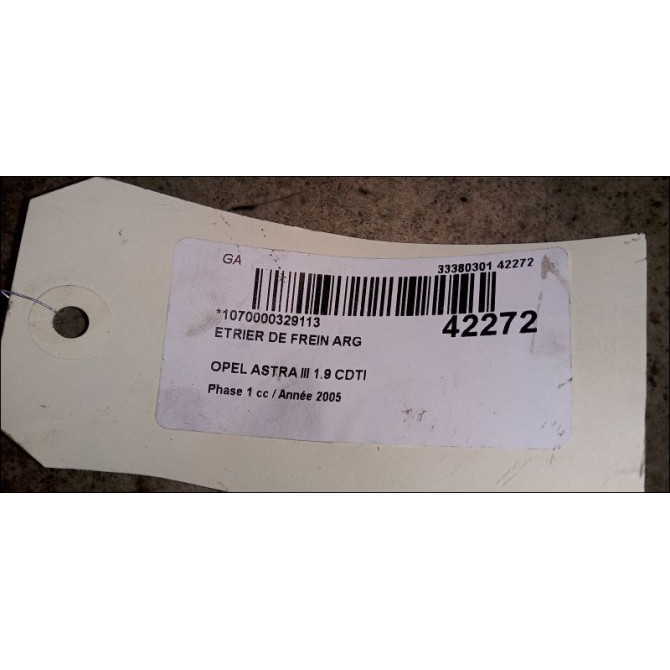 GA
33380301 42272
*1070000329113
42272
ETRIER DE FREIN ARG
OPEL ASTRA III 1.9 CDTI
Phase 1 cc / Année 2005